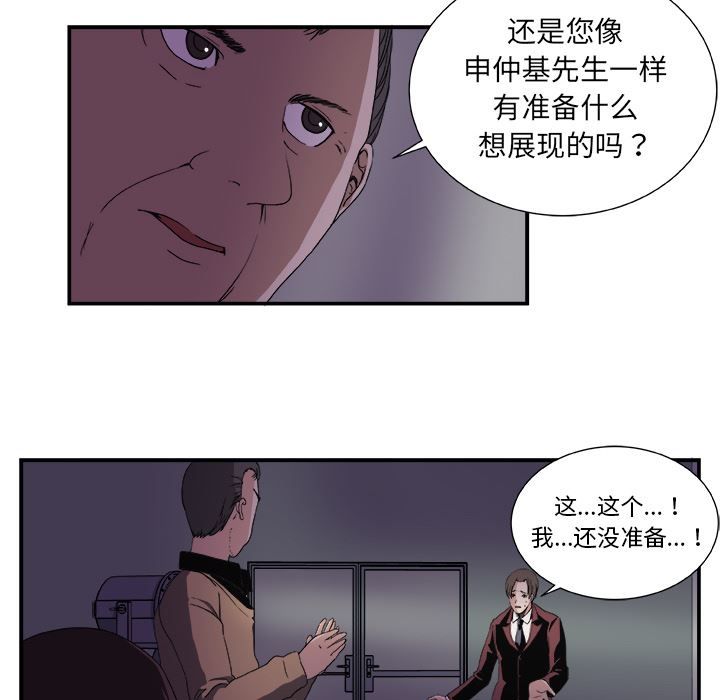 还是您像
申仲基先生一样
有准备什么
想展现的吗？
这...这个...！
我...还没准备...！